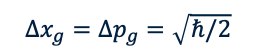 Δx_g = Δp_g = √ℏ/2